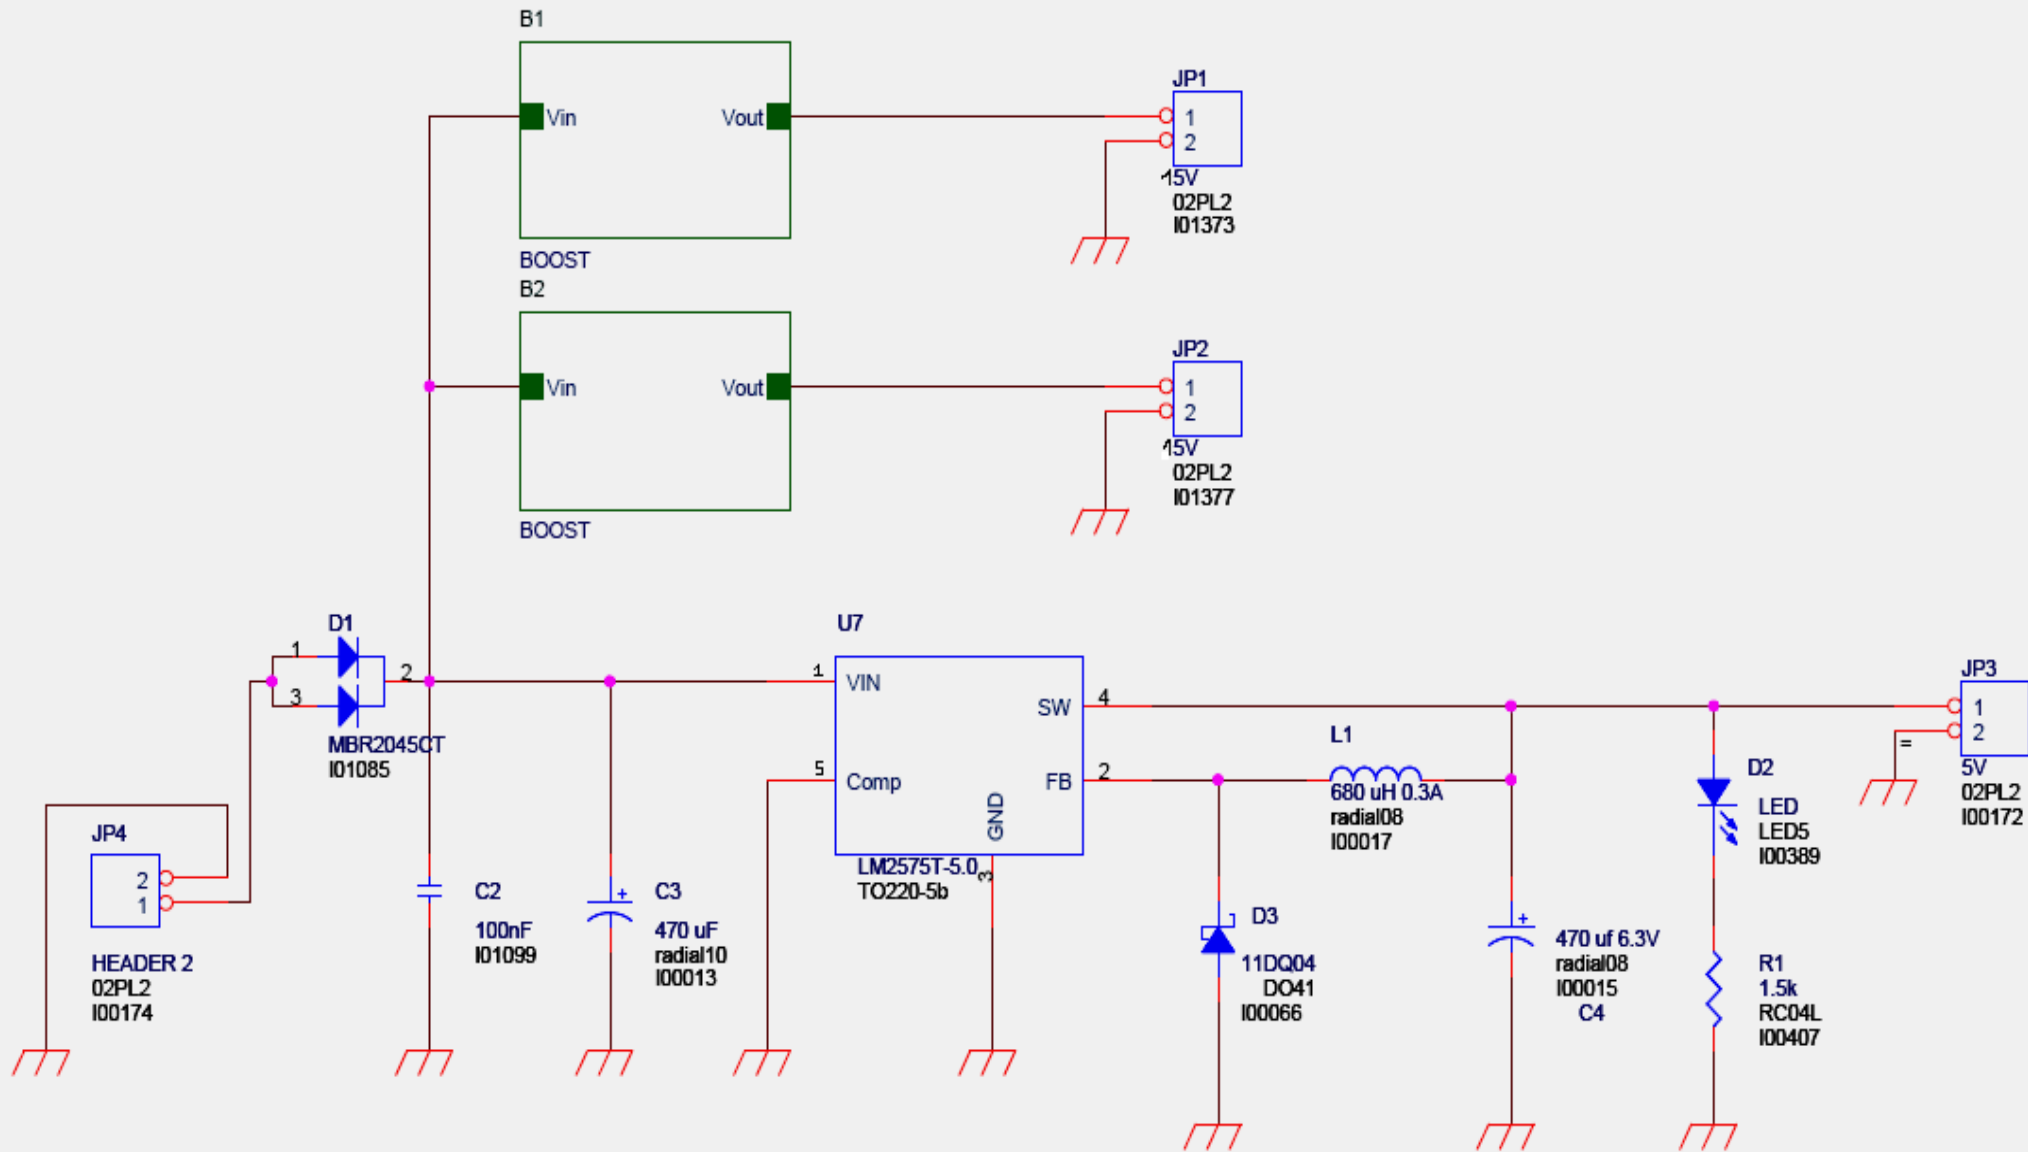 B1
Vin
Vout
BOOST
JP1
1
2
15V
02PL2
I01373
B2
Vin
Vout
BOOST
JP2
1
2
15V
02PL2
I01377
D1
1
3
2
MBR2045CT
I01085
JP4
2
1
HEADER 2
02PL2
I00174
C2
100nF
I01099
+
C3
470 uF
radial10
I00013
U7
1
VIN
5
Comp
GND
3
SW
4
FB
2
LM2575T-5.0
TO220-5b
L1
680 uH 0.3A
radial08
I00017
D3
11DQ04
DO41
I00066
+
470 uf 6.3V
radial08
I00015
C4
D2
LED
LED5
I00389
R1
1.5k
RC04L
I00407
JP3
1
2
=
5V
02PL2
I00172